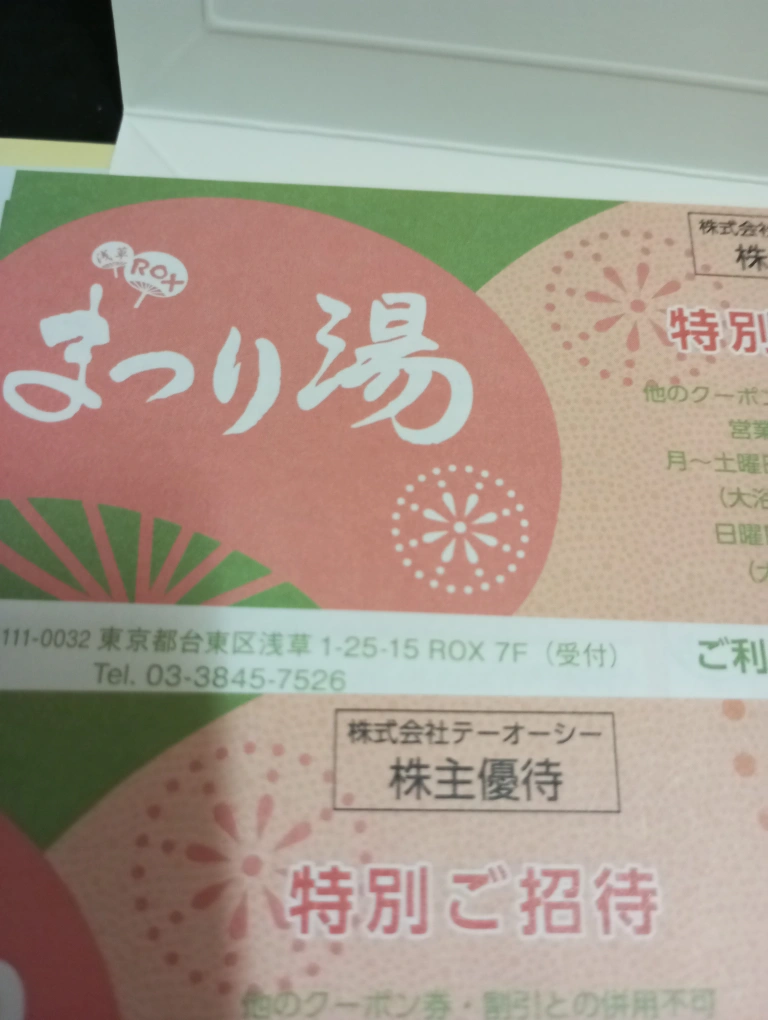 浅草
ROX
まつり湯
株式会社
株
特別
他のクーポン
営業
月〜土曜日
(大浴
日曜
(大
111-0032 東京都台東区浅草 1-25-15 ROX 7F (受付)
Tel. 03-3845-7526
ご利
株式会社テーオーシー
株主優待
特別ご招待
他のクーポン券・割引との併用不可